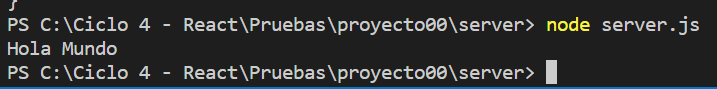 }
PS C:\Ciclo 4 - React\Pruebas\proyecto00\server> node server.js
Hola Mundo
PS C:\Ciclo 4 - React\Pruebas\proyecto00\server>